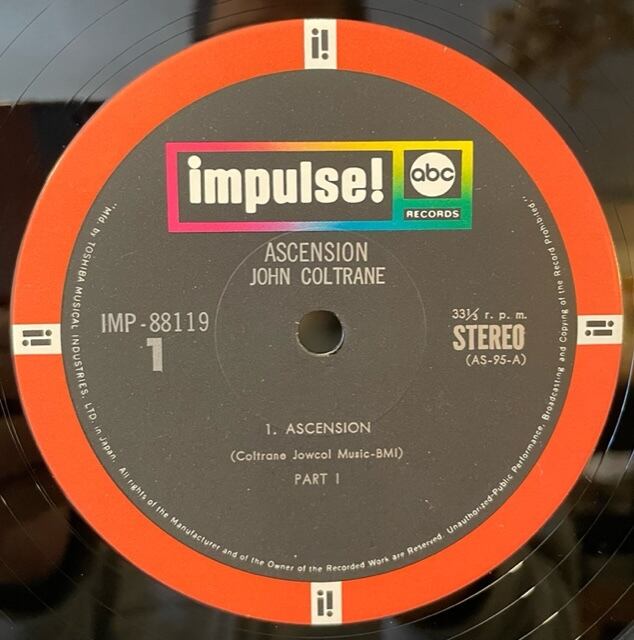 i!
impulse!
abc
RECORDS
ASCENSION
JOHN COLTRANE
IMP-88119
1
33⅓ r. p. m.
STEREO
(AS-95-A)
i!
i!
1. ASCENSION
(Coltrane Jowcol Music-BMI)
PART I
"Mfd by TOSHIBA MUSICAL INDUSTRIES, LTD. in Japan. All rights of the Manufacturer and of the Owner of the Recorded Work are Reserved. Unauthorized-Public Performance, Broadcasting and Copying of the Record Prohibited"
i!